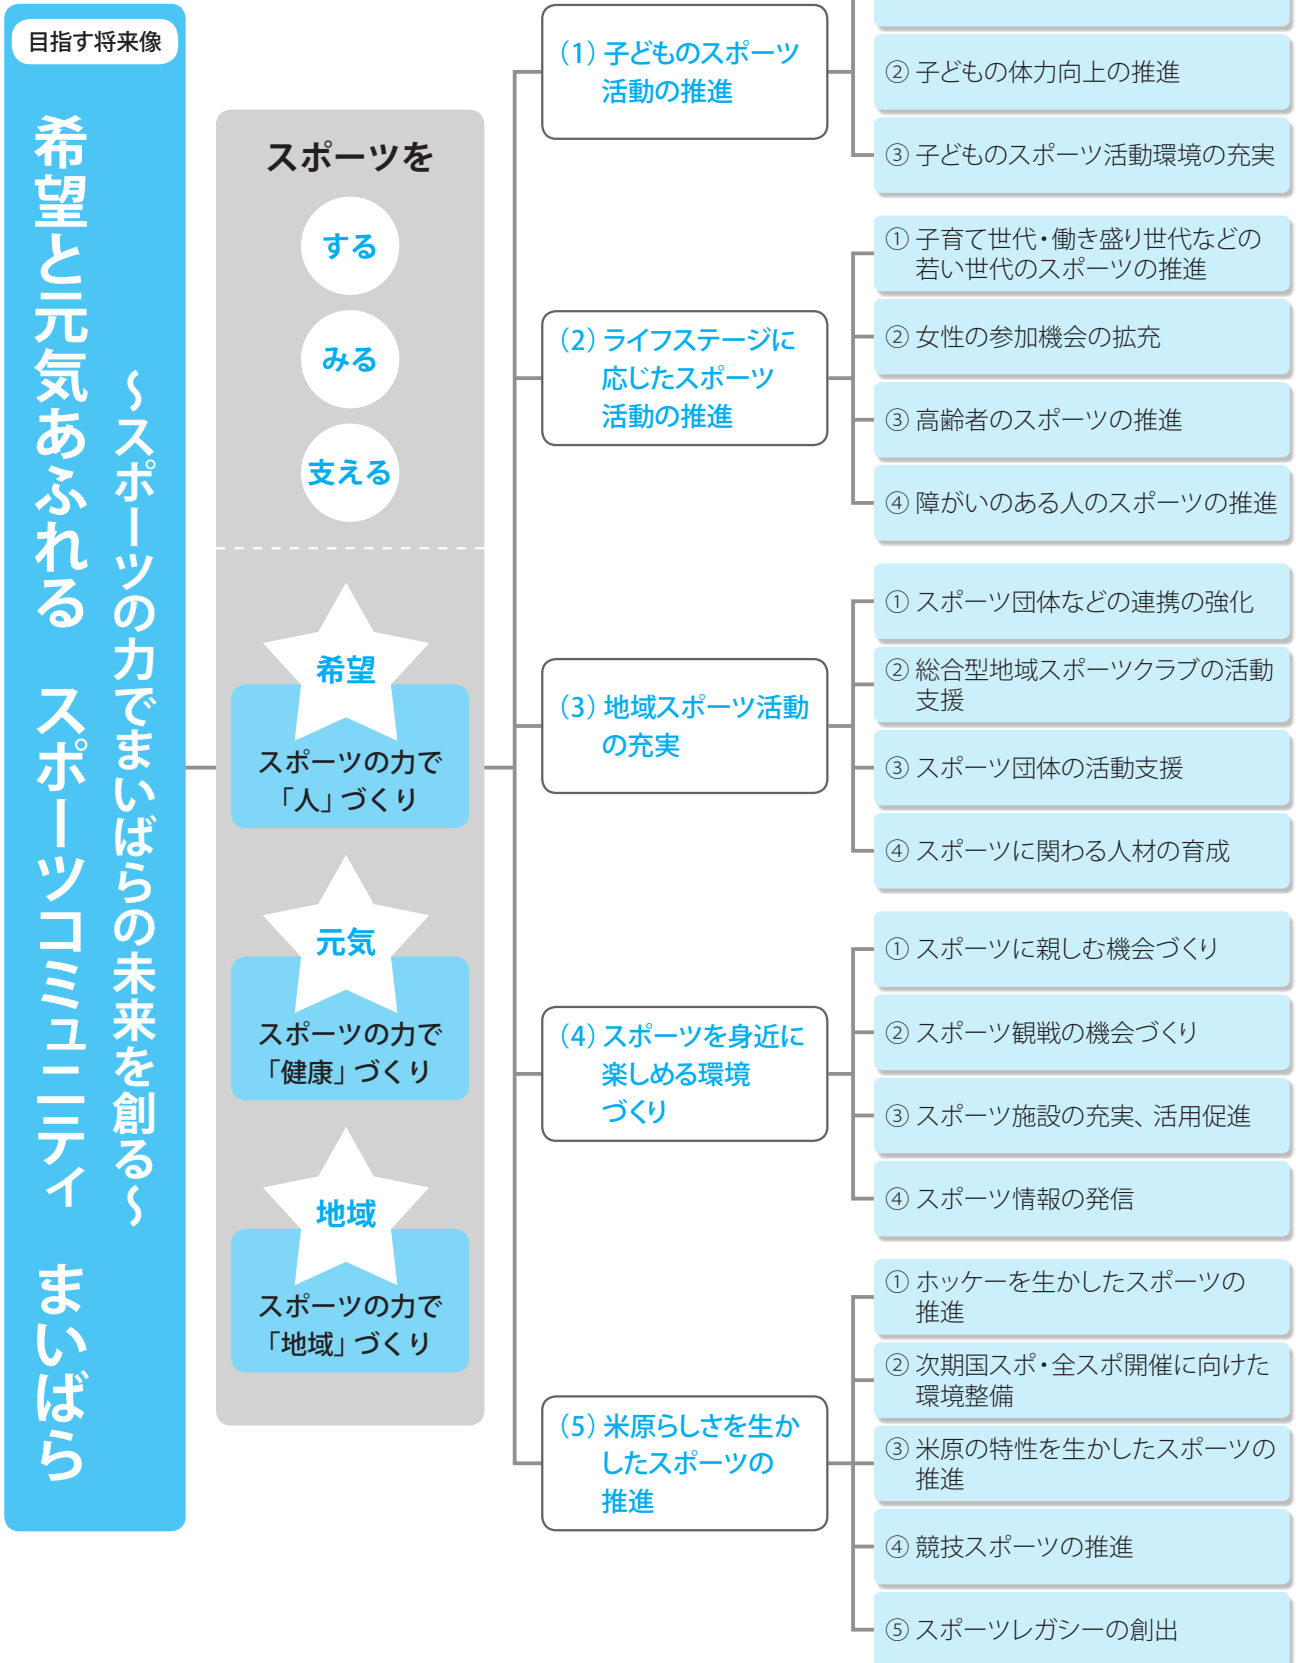 目指す将来像
希望と元気あふれる　スポーツコミュニティ　まいばら
～スポーツの力でまいばらの未来を創る～
スポーツを
する
みる
支える
希望
スポーツの力で
「人」づくり
元気
スポーツの力で
「健康」づくり
地域
スポーツの力で
「地域」づくり
（1）子どものスポーツ
活動の推進
②子どもの体力向上の推進
③子どものスポーツ活動環境の充実
（2）ライフステージに
応じたスポーツ
活動の推進
①子育て世代・働き盛り世代などの
若い世代のスポーツの推進
②女性の参加機会の拡充
③高齢者のスポーツの推進
④障がいのある人のスポーツの推進
（3）地域スポーツ活動
の充実
①スポーツ団体などの連携の強化
②総合型地域スポーツクラブの活動
支援
③スポーツ団体の活動支援
④スポーツに関わる人材の育成
（4）スポーツを身近に
楽しめる環境
づくり
①スポーツに親しむ機会づくり
②スポーツ観戦の機会づくり
③スポーツ施設の充実、活用促進
④スポーツ情報の発信
（5）米原らしさを生か
したスポーツの
推進
①ホッケーを生かしたスポーツの
推進
②次期国スポ・全スポ開催に向けた
環境整備
③米原の特性を生かしたスポーツの
推進
④競技スポーツの推進
⑤スポーツレガシーの創出